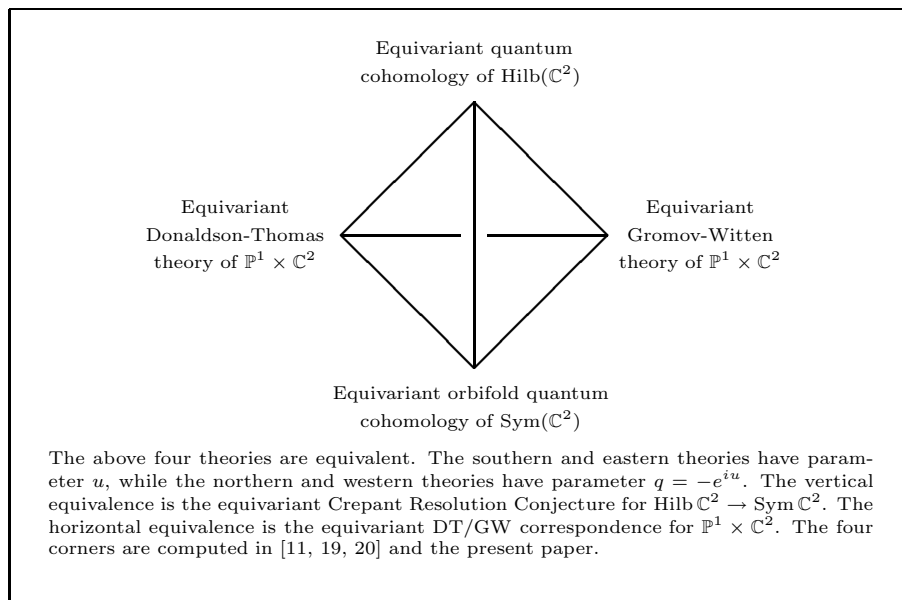 Equivariant quantum
cohomology of Hilb(ℂ²)
Equivariant
Donaldson-Thomas
theory of ℙ¹ × ℂ²
Equivariant
Gromov-Witten
theory of ℙ¹ × ℂ²
Equivariant orbifold quantum
cohomology of Sym(ℂ²)
The above four theories are equivalent. The southern and eastern theories have param-
eter u, while the northern and western theories have parameter q = −eⁱᵘ. The vertical
equivalence is the equivariant Crepant Resolution Conjecture for Hilb ℂ² → Sym ℂ². The
horizontal equivalence is the equivariant DT/GW correspondence for ℙ¹ × ℂ². The four
corners are computed in [11, 19, 20] and the present paper.